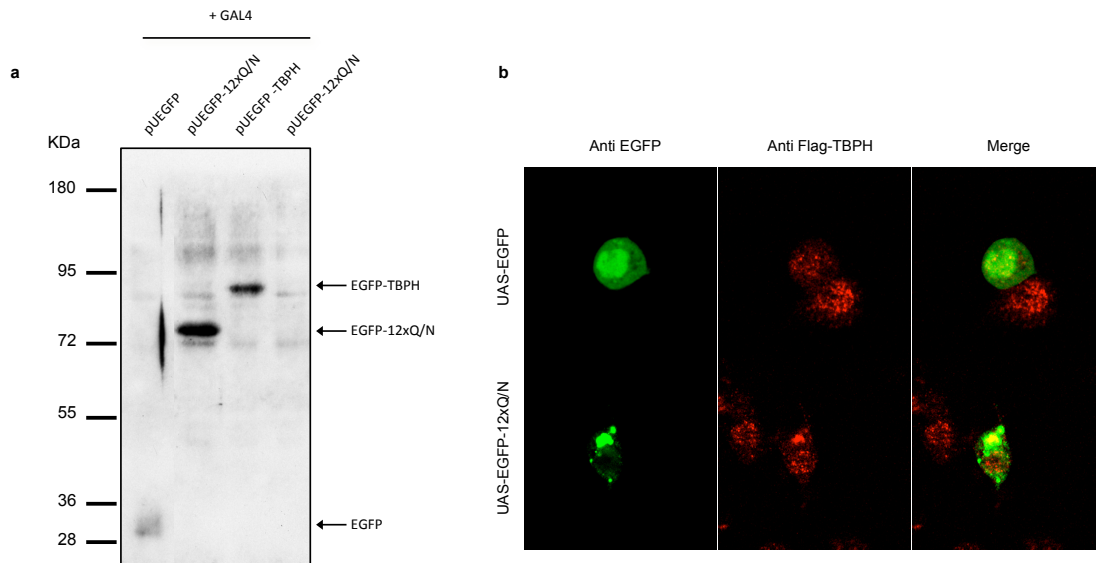 + GAL4
a
pUEGFP
pUEGFP-12xQ/N
pUEGFP -TBPH
pUEGFP-12xQ/N
KDa
180
95
72
55
36
28
EGFP-TBPH
EGFP-12xQ/N
EGFP
b
Anti EGFP
Anti Flag-TBPH
Merge
UAS-EGFP
UAS-EGFP-12xQ/N